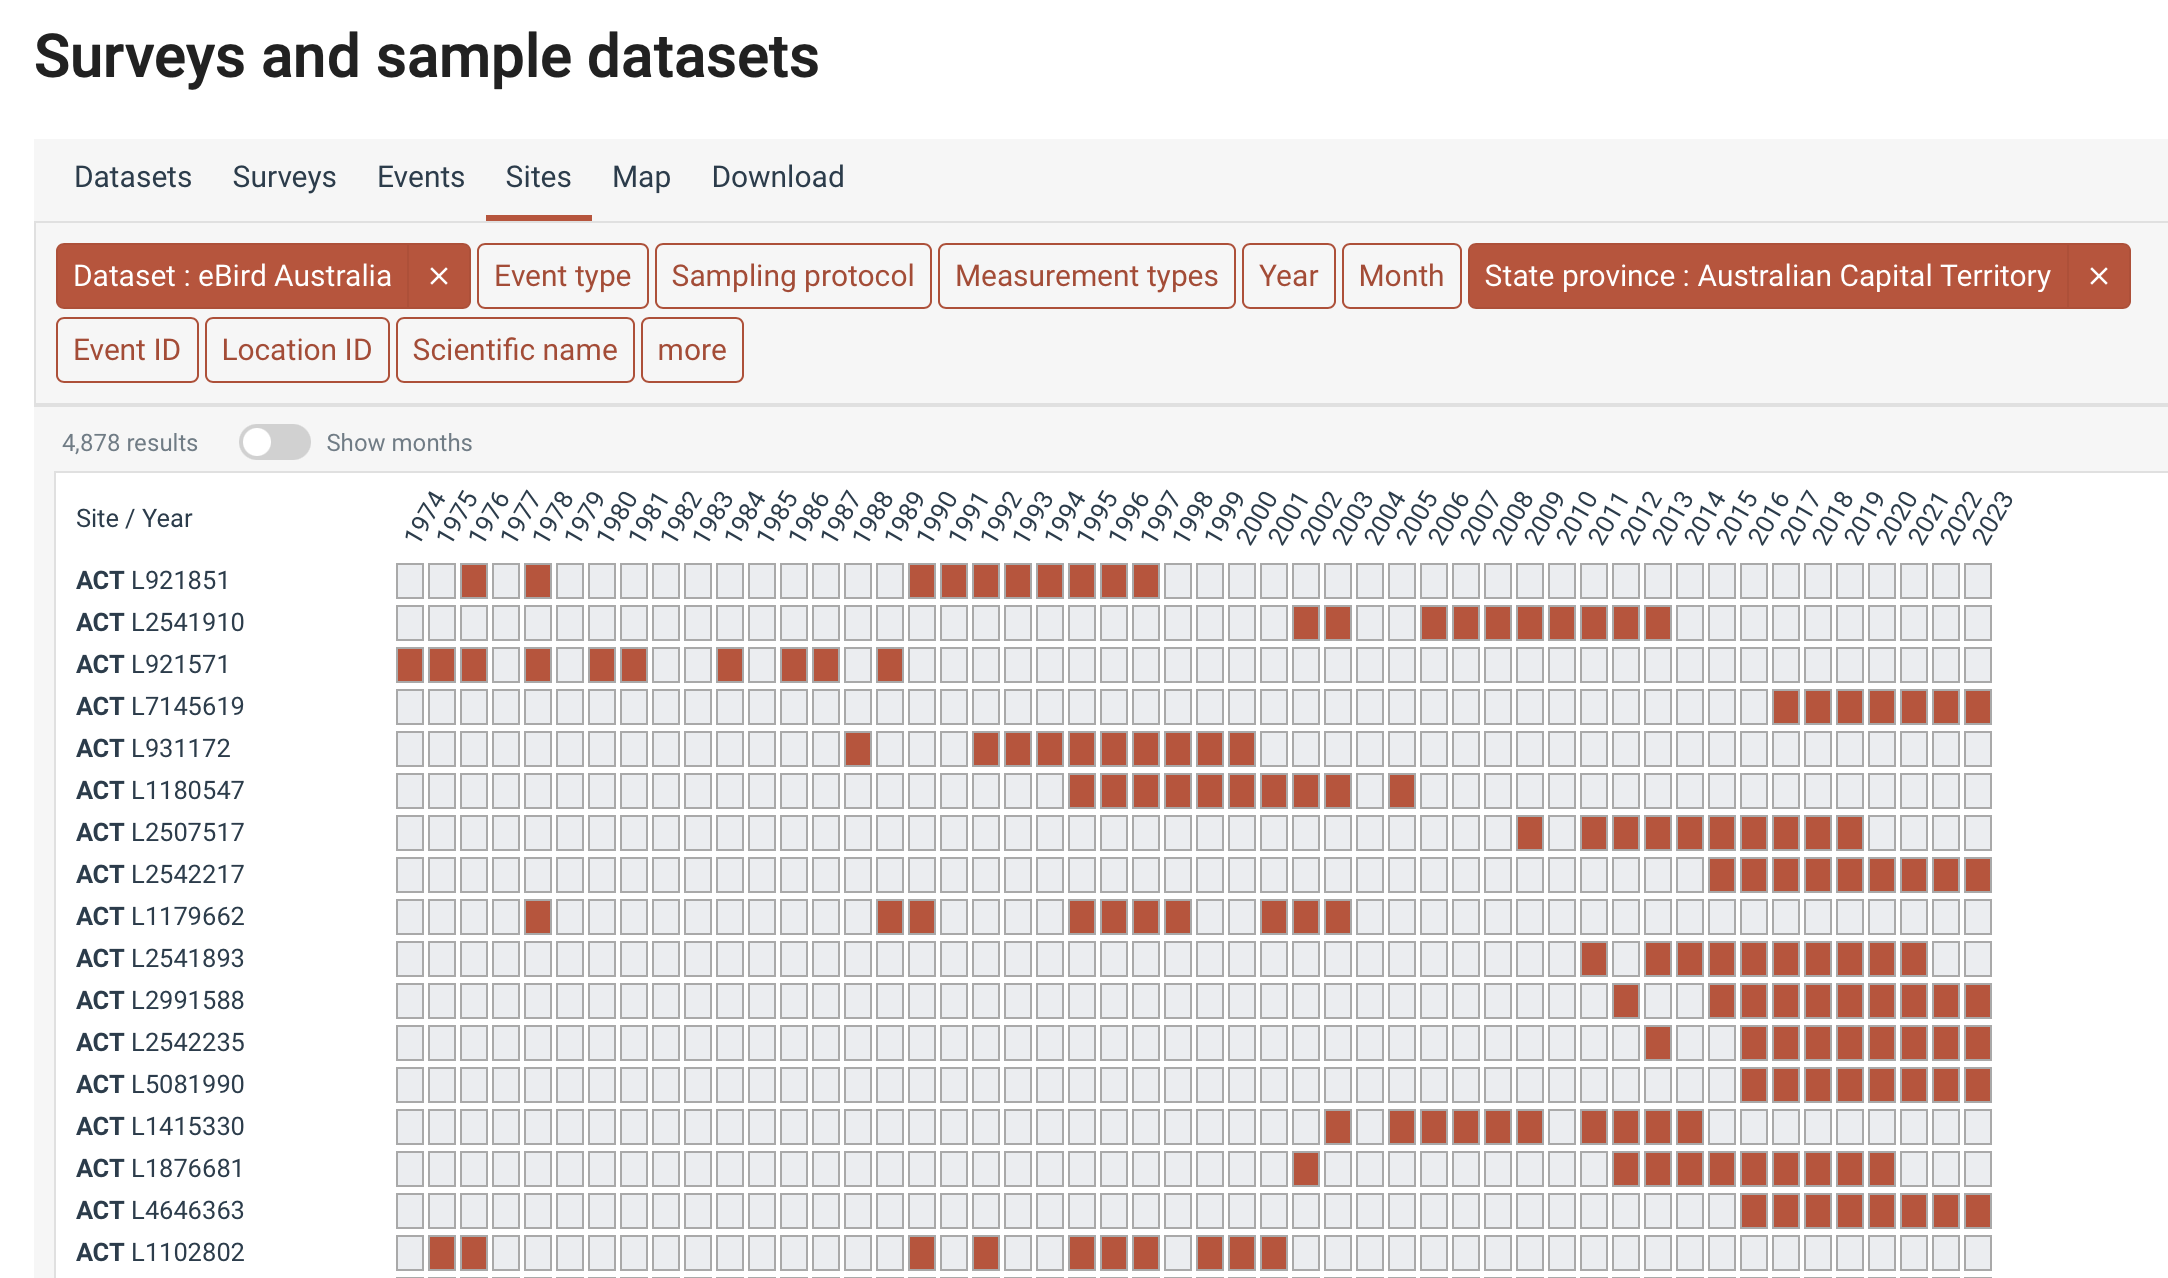 Surveys and sample datasets
Datasets Surveys Events Sites Map Download
Dataset : eBird Australia × Event type Sampling protocol Measurement types Year Month State province : Australian Capital Territory ×
Event ID Location ID Scientific name more
4,878 results Show months
Site / Year 1974 1975 1976 1977 1978 1979 1980 1981 1982 1983 1984 1985 1986 1987 1988 1989 1990 1991 1992 1993 1994 1995 1996 1997 1998 1999 2000 2001 2002 2003 2004 2005 2006 2007 2008 2009 2010 2011 2012 2013 2014 2015 2016 2017 2018 2019 2020 2021 2022 2023
ACT L921851
ACT L2541910
ACT L921571
ACT L7145619
ACT L931172
ACT L1180547
ACT L2507517
ACT L2542217
ACT L1179662
ACT L2541893
ACT L2991588
ACT L2542235
ACT L5081990
ACT L1415330
ACT L1876681
ACT L4646363
ACT L1102802